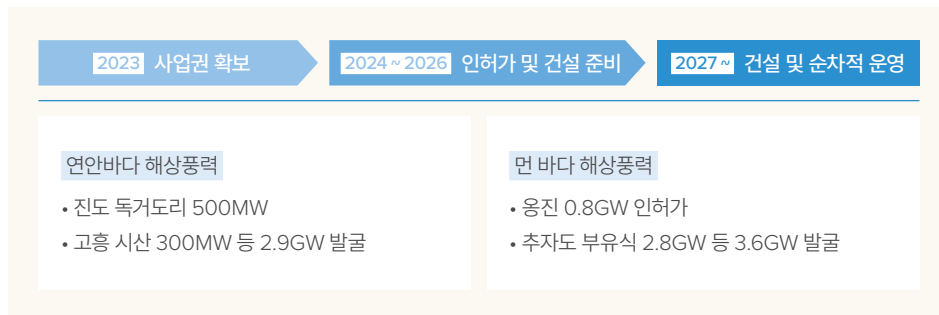 2023 사업권 확보
2024 ~ 2026 인허가 및 건설 준비
2027 ~ 건설 및 순차적 운영
연안바다 해상풍력
• 진도 독거도리 500MW
• 고흥 시산 300MW 등 2.9GW 발굴
먼 바다 해상풍력
• 옹진 0.8GW 인허가
• 추자도 부유식 2.8GW 등 3.6GW 발굴